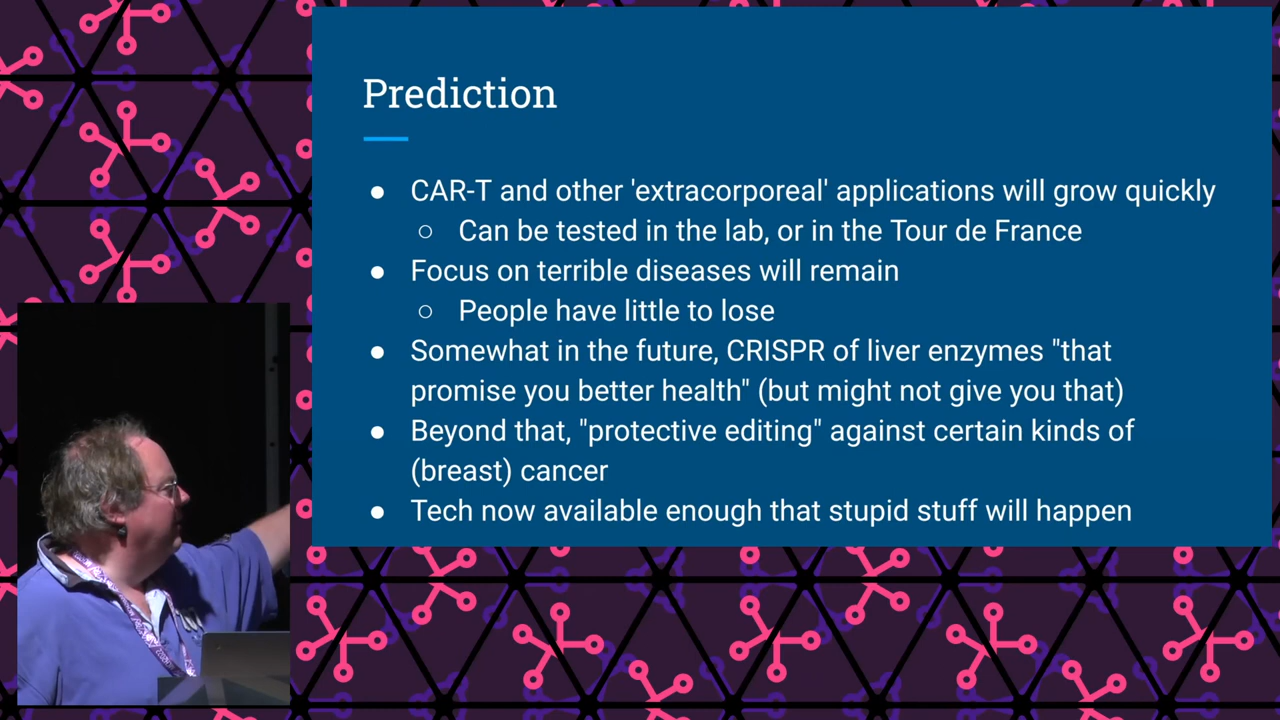 Prediction
● CAR-T and other 'extracorporeal' applications will grow quickly
○ Can be tested in the lab, or in the Tour de France
● Focus on terrible diseases will remain
○ People have little to lose
● Somewhat in the future, CRISPR of liver enzymes "that
promise you better health" (but might not give you that)
● Beyond that, "protective editing" against certain kinds of
(breast) cancer
● Tech now available enough that stupid stuff will happen